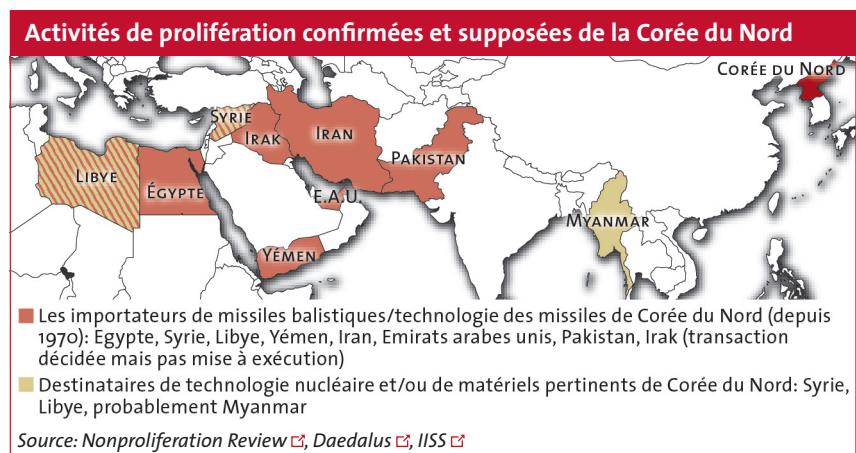 Activités de prolifération confirmées et supposées de la Corée du Nord
CORÉE DU NORD
SYRIE
IRAK
IRAN
PAKISTAN
LIBYE
ÉGYPTE
E.A.U.
MYANMAR
YÉMEN
Les importateurs de missiles balistiques/technologie des missiles de Corée du Nord (depuis
1970): Egypte, Syrie, Libye, Yémen, Iran, Emirats arabes unis, Pakistan, Irak (transaction
décidée mais pas mise à exécution)
Destinataires de technologie nucléaire et/ou de matériels pertinents de Corée du Nord: Syrie,
Libye, probablement Myanmar
Source: Nonproliferation Review, Daedalus, IISS